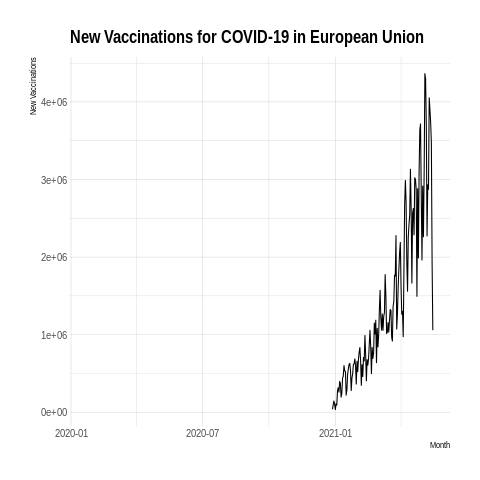 New Vaccinations for COVID-19 in European Union
New Vaccinations
4e+06
3e+06
2e+06
1e+06
0e+00
2020-01 2020-07 2021-01
Month